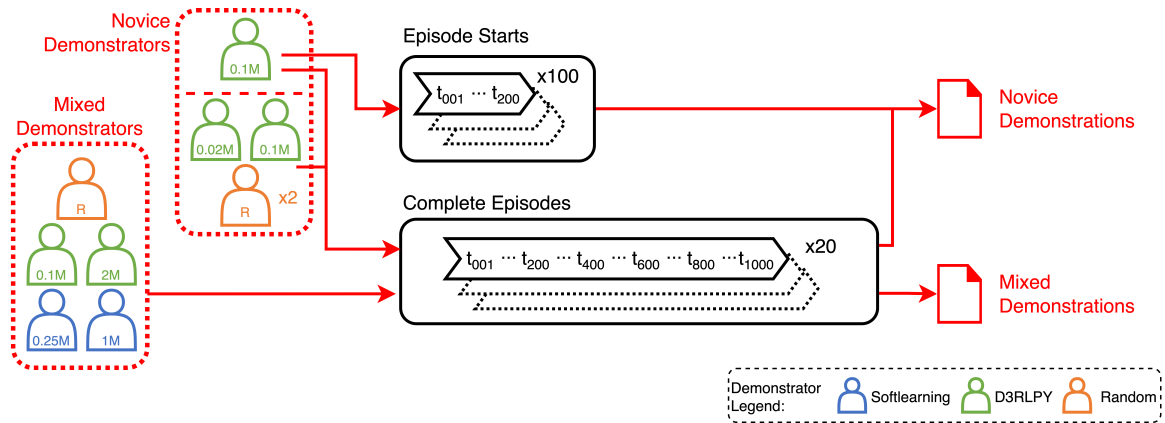 Novice
Demonstrators
0.1M
0.02M
0.1M
R
x2
Mixed
Demonstrators
R
0.1M
2M
0.25M
1M
Episode Starts
t001 ··· t200
x100
Complete Episodes
t001 ··· t200 ··· t400 ··· t600 ··· t800 ··· t1000
x20
Novice
Demonstrations
Mixed
Demonstrations
Demonstrator
Legend:
Softlearning
D3RLPY
Random